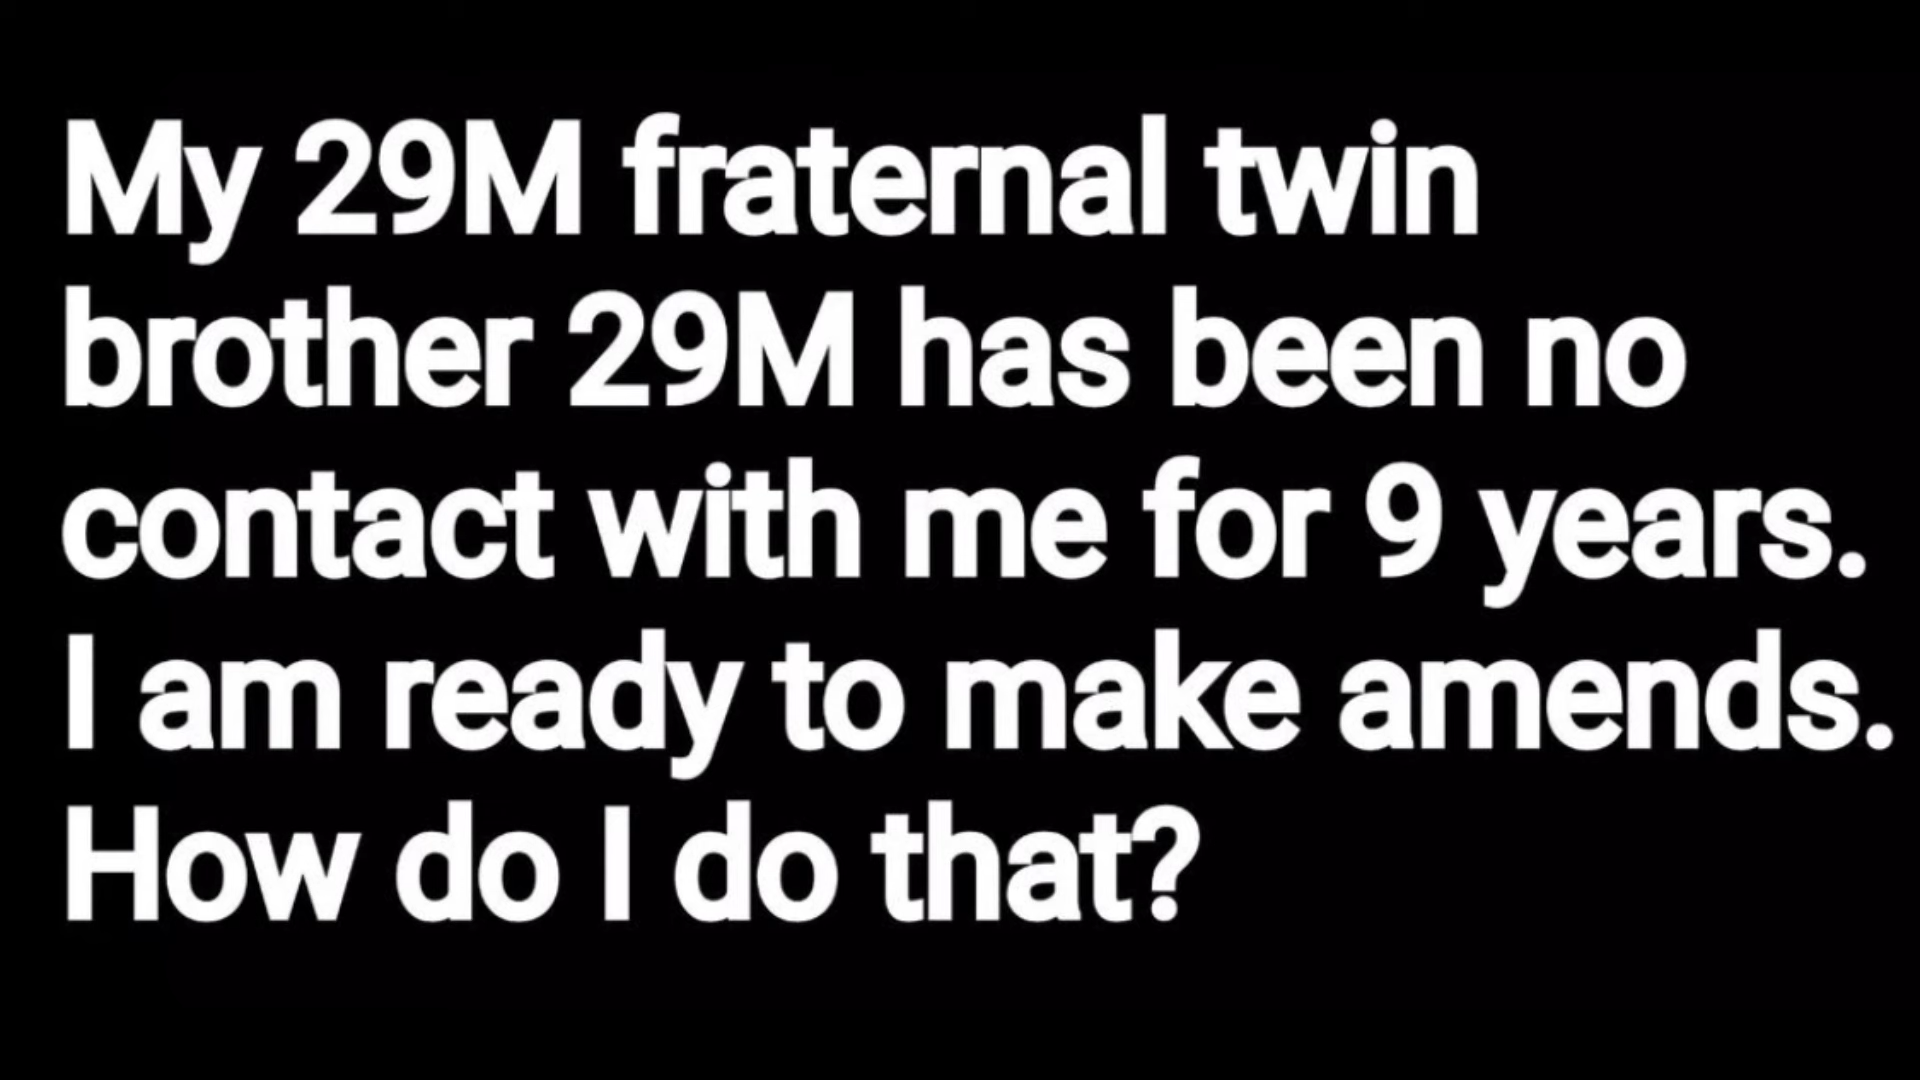 My 29M fraternal twin
brother 29M has been no
contact with me for 9 years.
I am ready to make amends.
How do I do that?